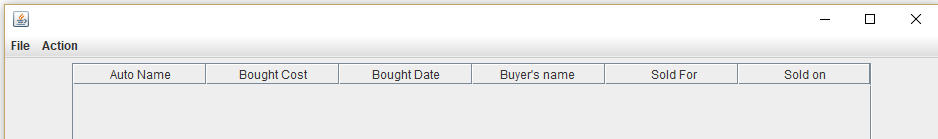 File Action
Auto Name Bought Cost Bought Date Buyer's name Sold For Sold on